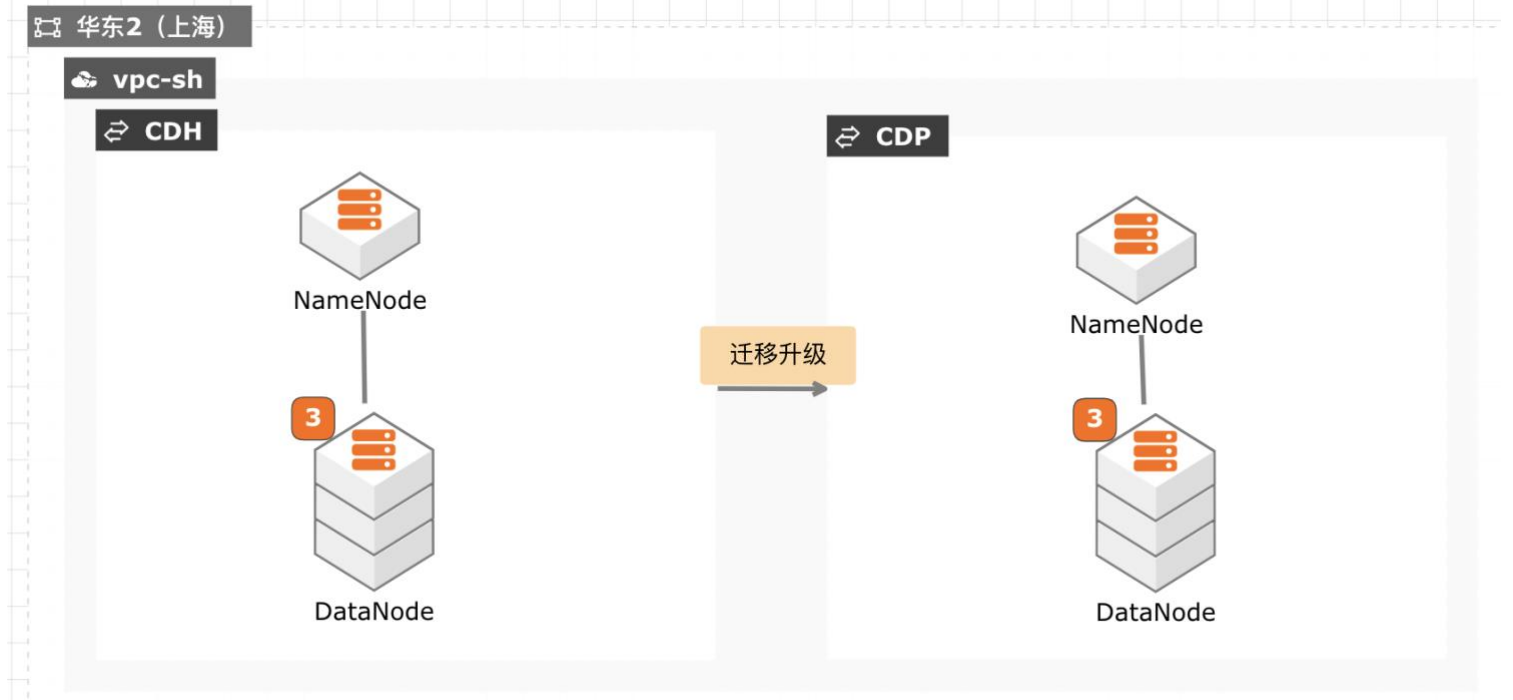 华东2（上海）
vpc-sh
CDH
CDP
NameNode
NameNode
迁移升级
3
3
DataNode
DataNode